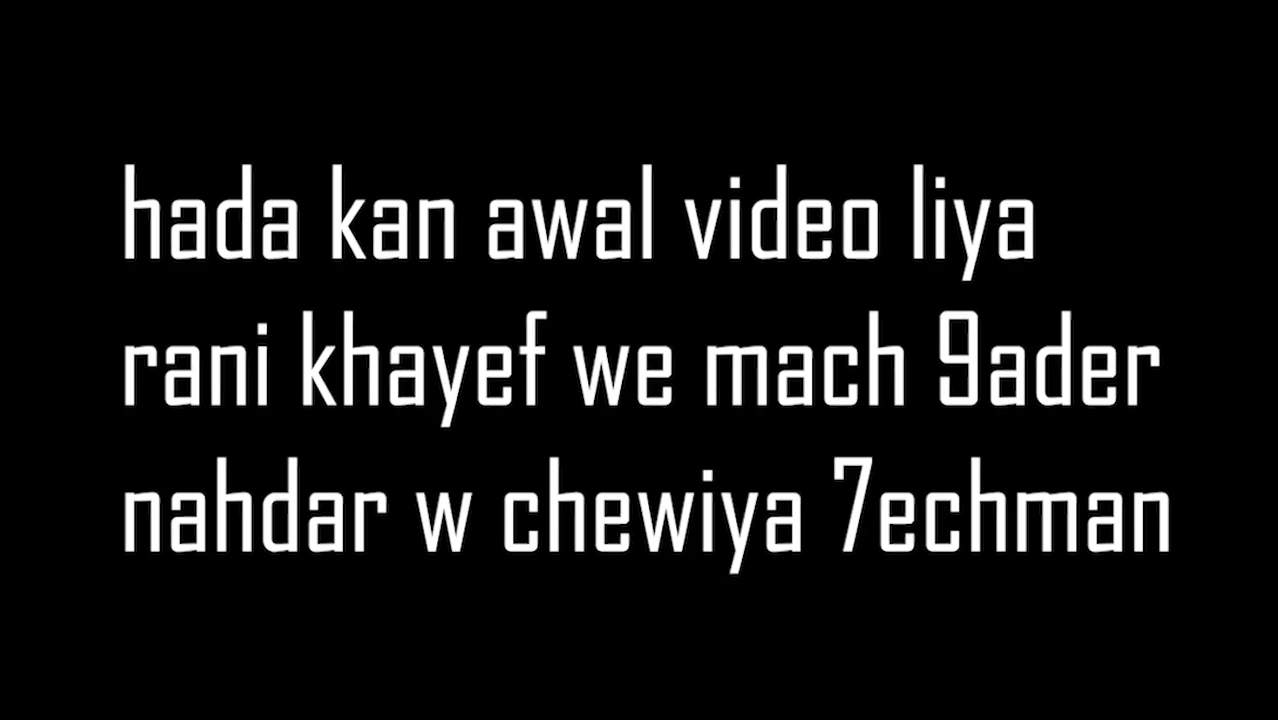 hada kan awal video liya
rani khayef we mach 9ader
nahdar w chewiya 7echman